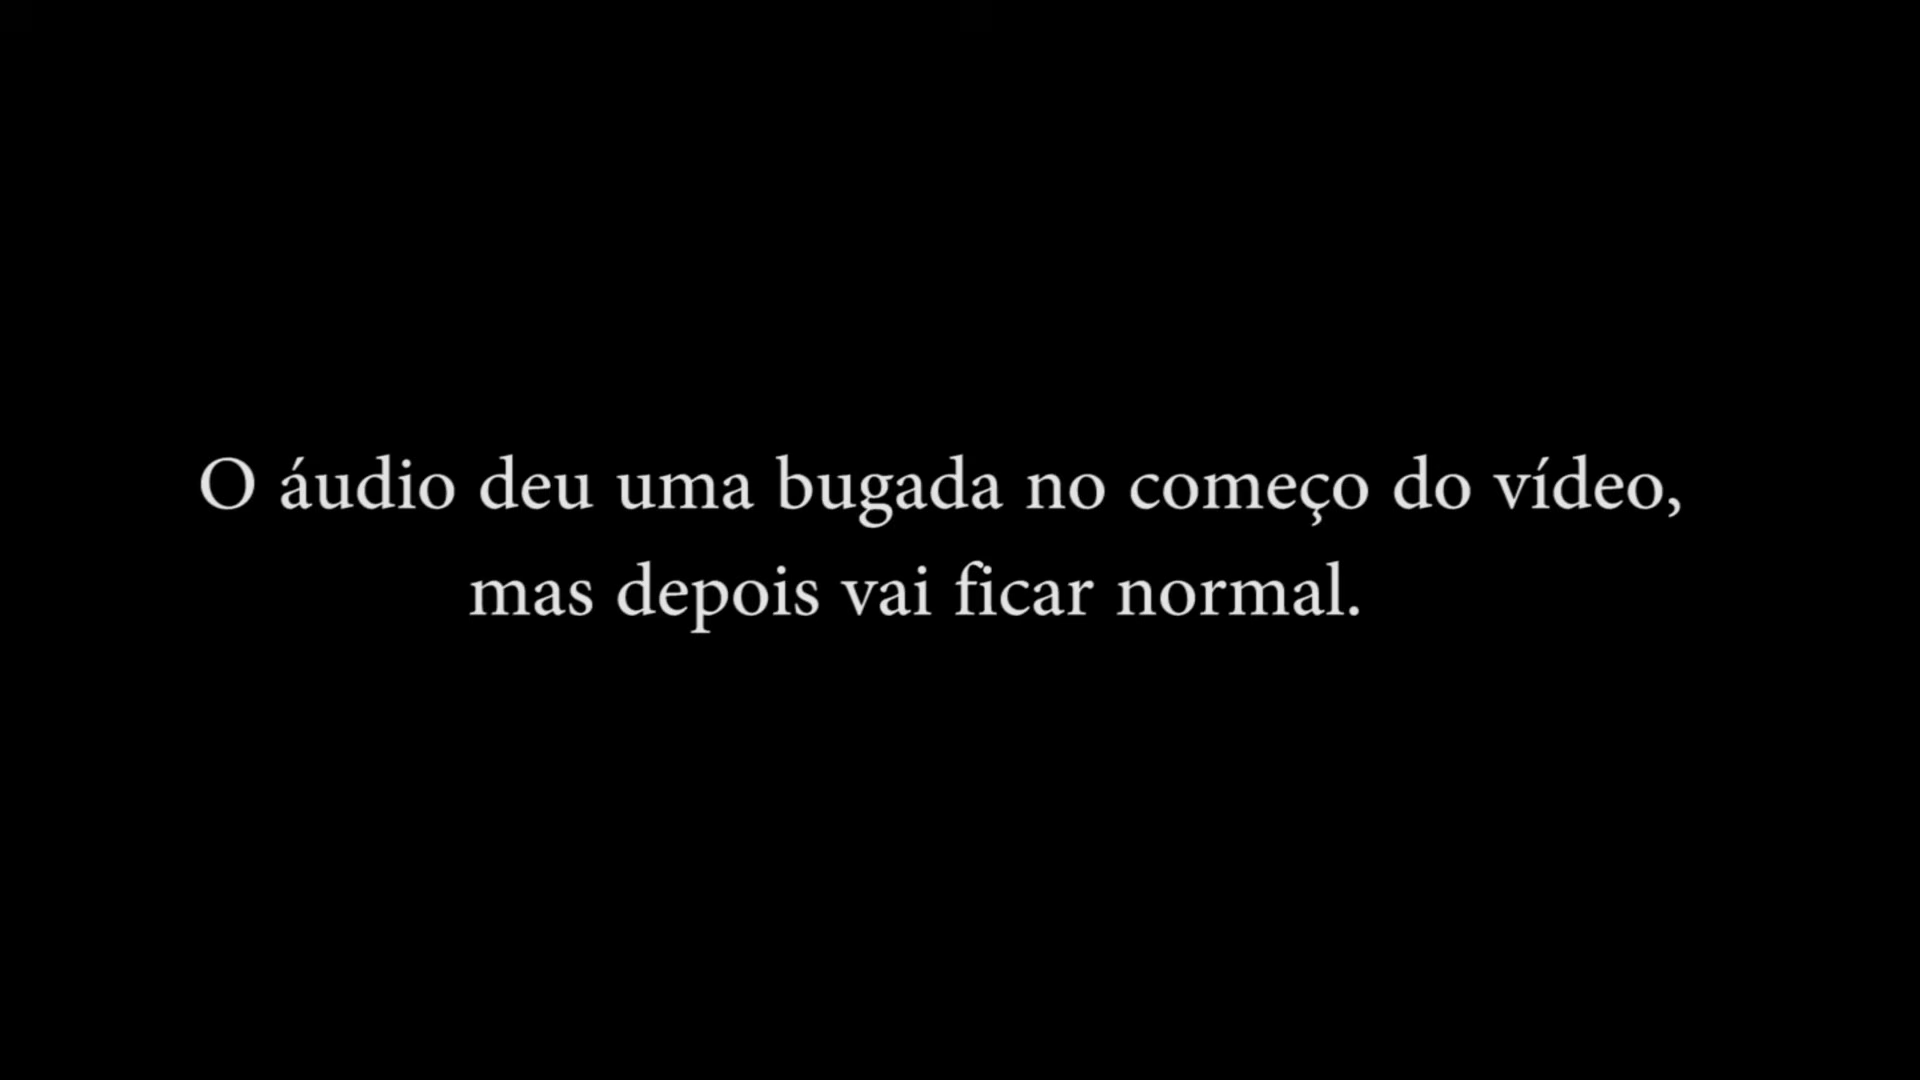 O áudio deu uma bugada no começo do vídeo,
mas depois vai ficar normal.